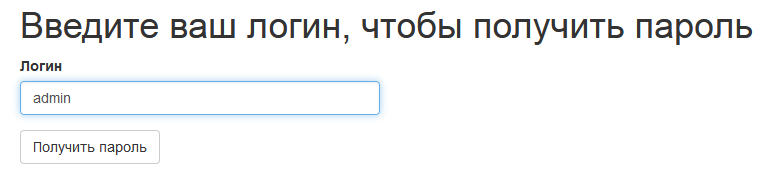 Введите ваш логин, чтобы получить пароль
Логин
admin
Получить пароль